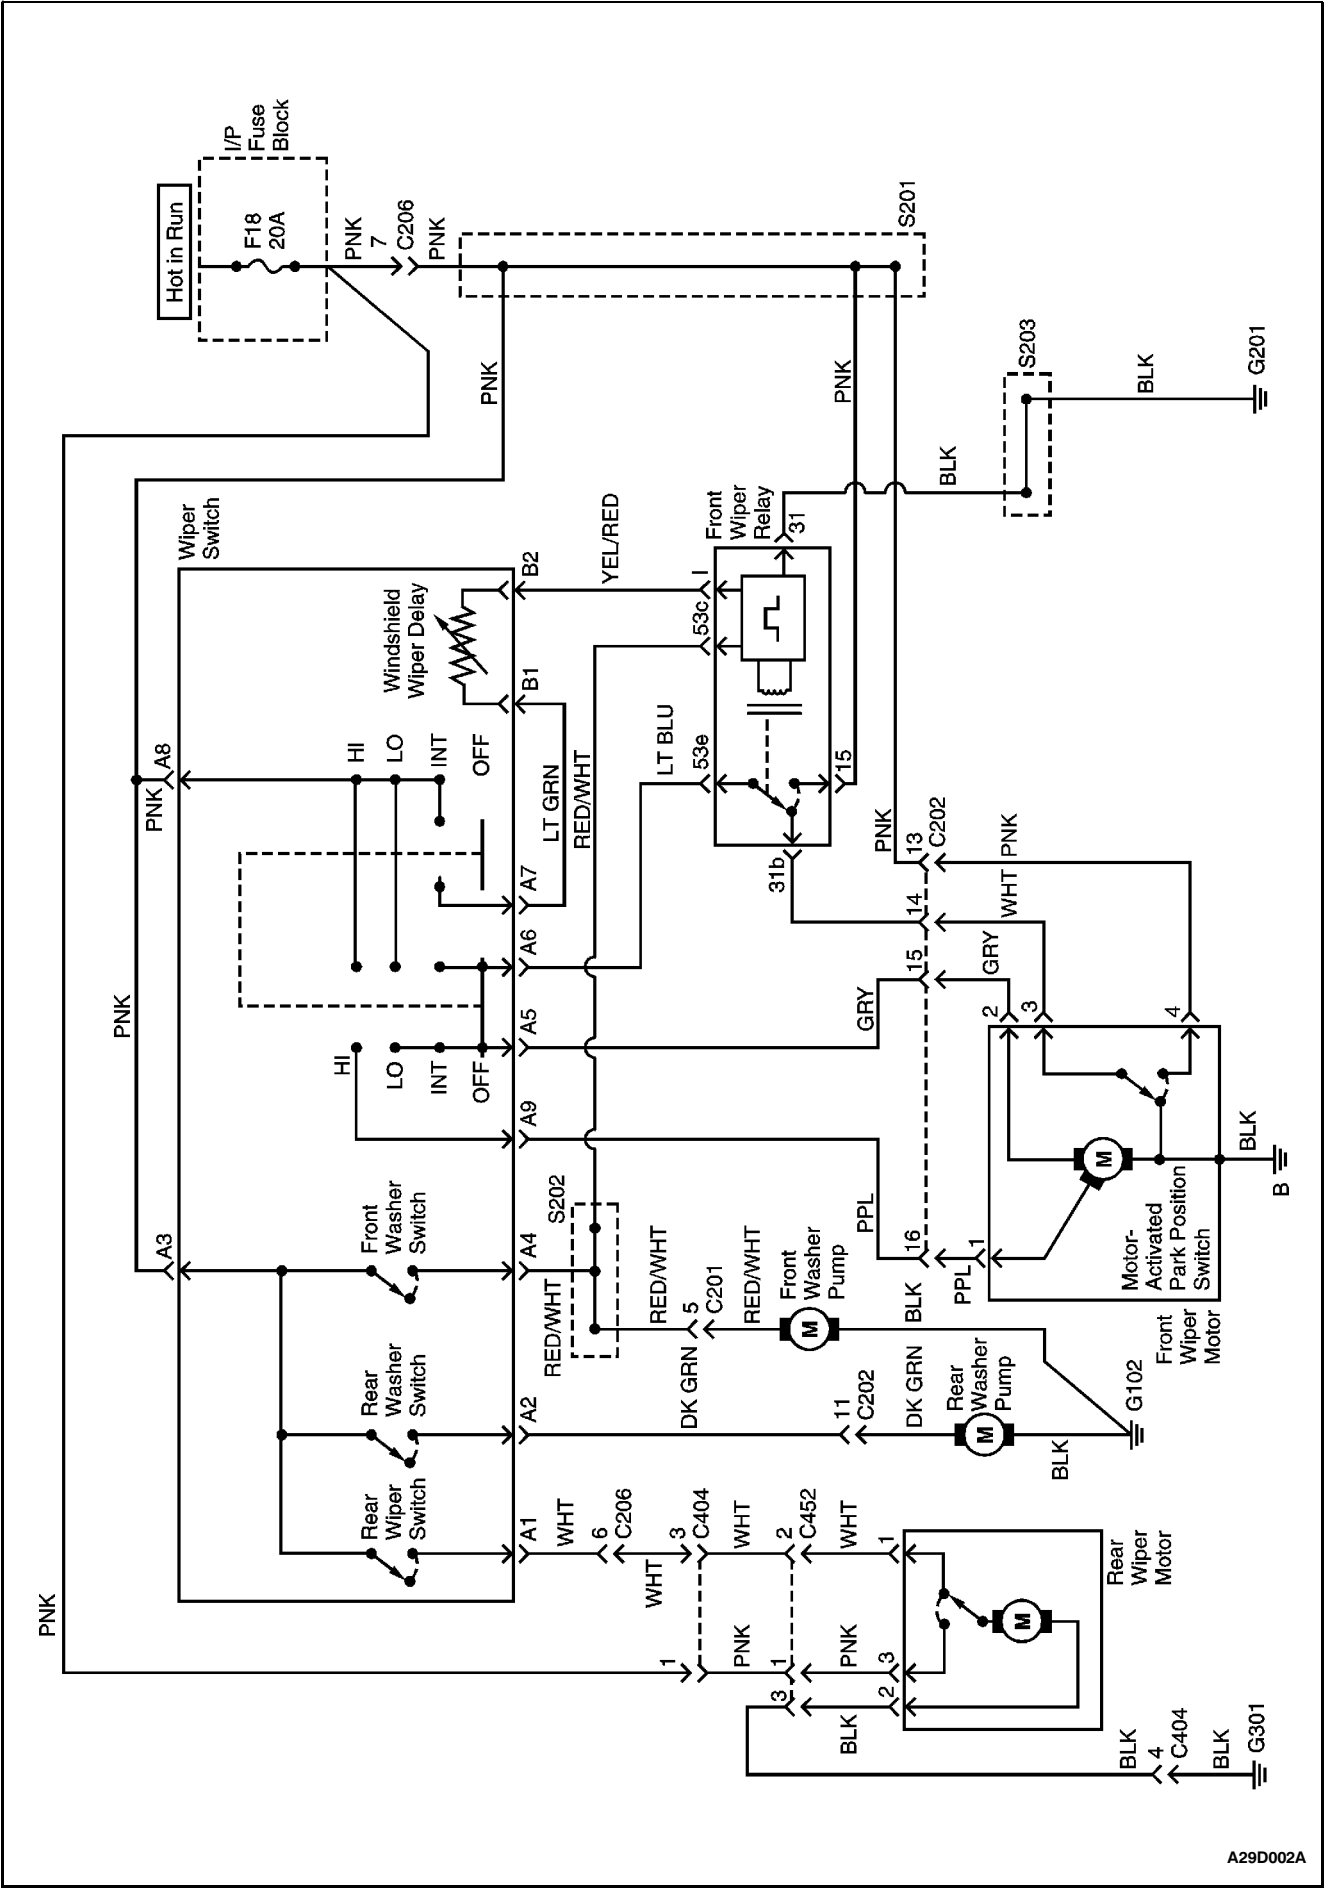 Hot in Run
I/P
Fuse
Block
F18
20A
PNK
7
C206
PNK
S201
PNK
PNK
S203
BLK
G201
BLK
Wiper
Switch
YEL/RED
Front
Wiper
Relay
31
B2
I
53c
Windshield
Wiper Delay
B1
A8
PNK
HI
LO
INT
OFF
LT GRN
RED/WHT
LT BLU
53e
15
A7
31b
PNK
13
C202
PNK
A6
14
WHT
15
GRY
PNK
A5
GRY
2
3
4
HI
LO
INT
OFF
A9
M
BLK
B
S202
PPL
16
1
Motor-
Activated
Park Position
Switch
A3
Front
Washer
Switch
A4
RED/WHT
RED/WHT
5
C201
RED/WHT
Front
Washer
Pump
M
BLK
PPL
Front
Wiper
Motor
Rear
Washer
Switch
A2
DK GRN
11
C202
DK GRN
Rear
Washer
Pump
M
BLK
G102
Rear
Wiper
Switch
A1
WHT
6
C206
WHT
3
C404
WHT
2
C452
WHT
1
Rear
Wiper
Motor
M
PNK
1
PNK
1
PNK
3
3
BLK
2
BLK
4
C404
BLK
G301
A29D002A